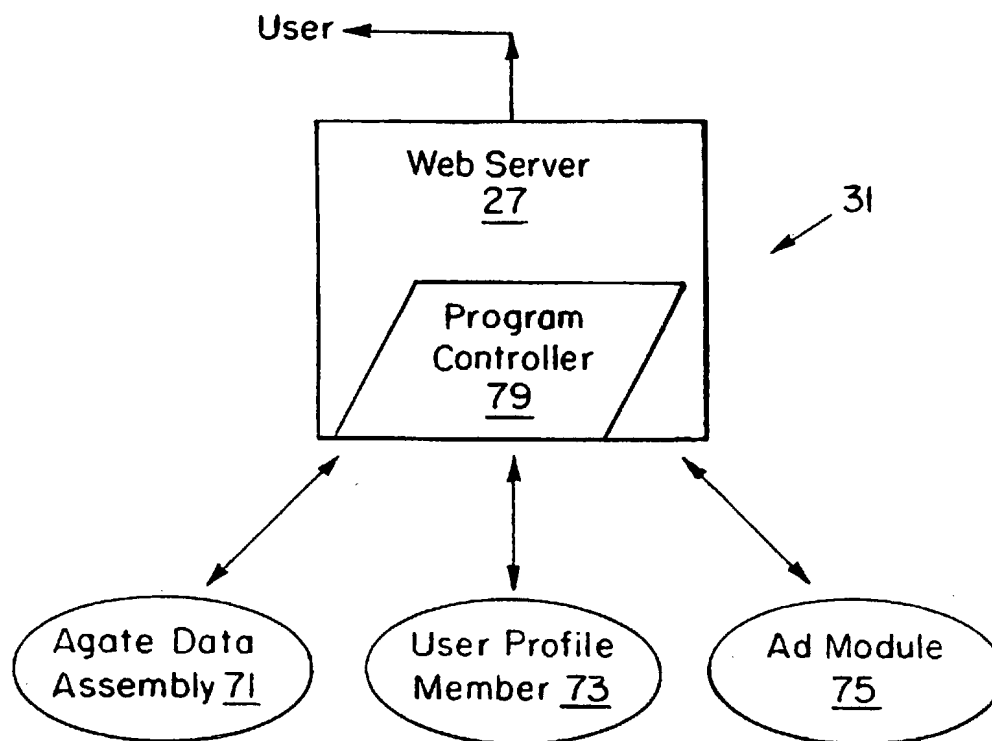 User
Web Server
27
31
Program
Controller
79
Agate Data
Assembly 71
User Profile
Member 73
Ad Module
75